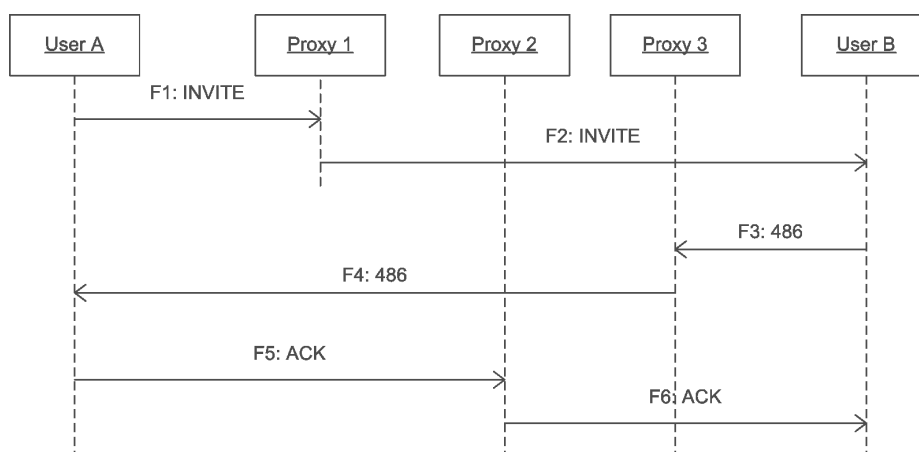 User A Proxy 1 Proxy 2 Proxy 3 User B
F1: INVITE
F2: INVITE
F3: 486
F4: 486
F5: ACK
F6: ACK